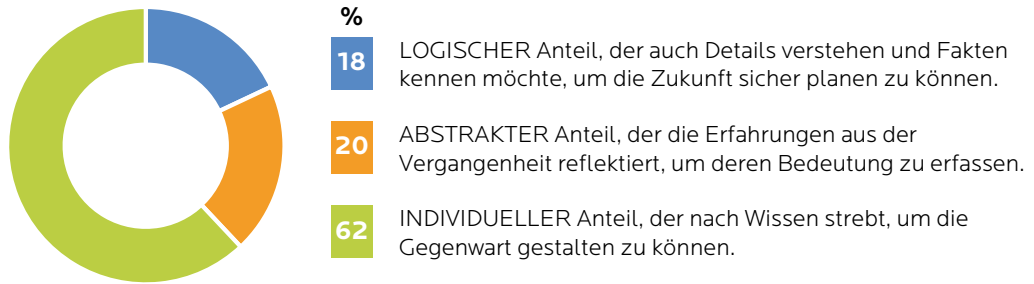 %
18
LOGISCHER Anteil, der auch Details verstehen und Fakten
kennen möchte, um die Zukunft sicher planen zu können.
20
ABSTRAKTER Anteil, der die Erfahrungen aus der
Vergangenheit reflektiert, um deren Bedeutung zu erfassen.
62
INDIVIDUELLER Anteil, der nach Wissen strebt, um die
Gegenwart gestalten zu können.